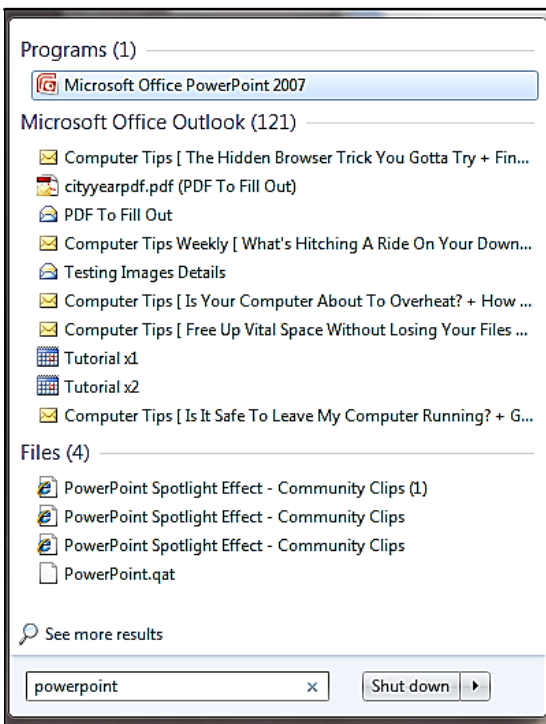 Programs (1)
Microsoft Office PowerPoint 2007
Microsoft Office Outlook (121)
Computer Tips [ The Hidden Browser Trick You Gotta Try + Fin...
cityyearpdf.pdf (PDF To Fill Out)
PDF To Fill Out
Computer Tips Weekly [ What's Hitching A Ride On Your Down...
Testing Images Details
Computer Tips [ Is Your Computer About To Overheat? + How ...
Computer Tips [ Free Up Vital Space Without Losing Your Files ...
Tutorial x1
Tutorial x2
Computer Tips [ Is It Safe To Leave My Computer Running? + G...
Files (4)
PowerPoint Spotlight Effect - Community Clips (1)
PowerPoint Spotlight Effect - Community Clips
PowerPoint Spotlight Effect - Community Clips
PowerPoint.qat
See more results
powerpoint × Shut down